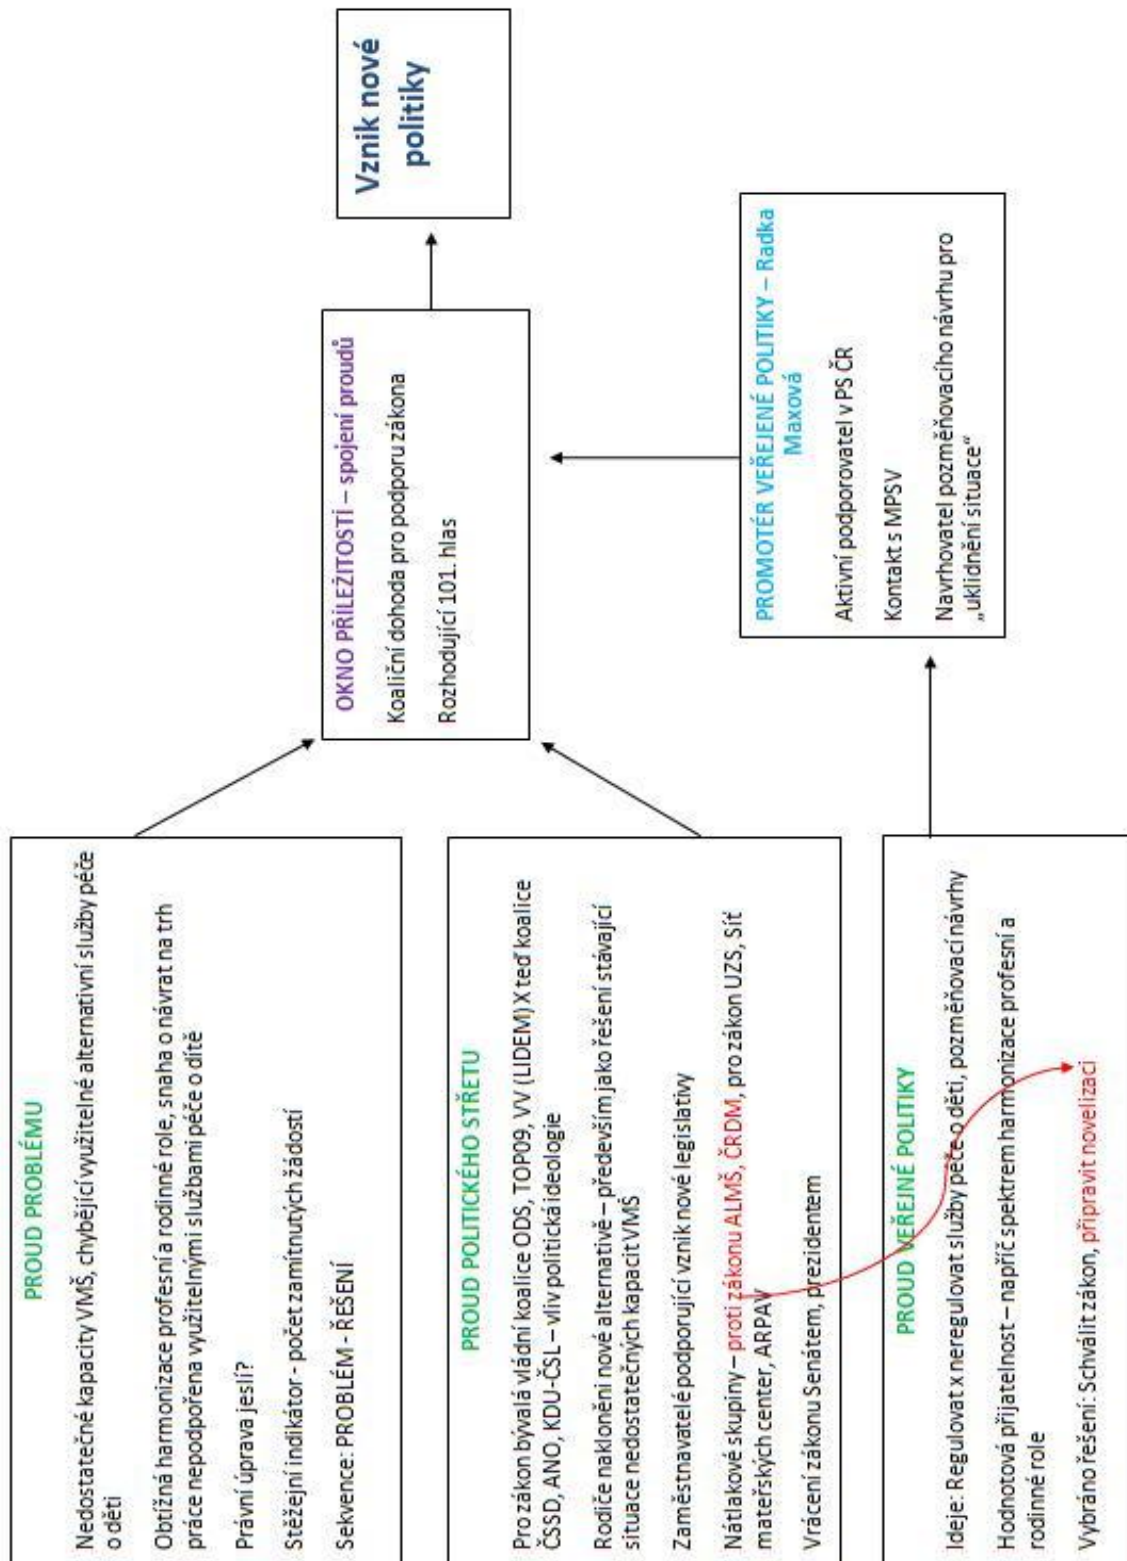 PROUD PROBLÉMU
Nedostatečné kapacity VMŠ, chybějící využitelné alternativní služby péče
o děti
Obtížná harmonizace profesní a rodinné role, snaha o návrat na trh
práce nepodpořena využitelnými službami péče o dítě
Právní úprava jeslí?
Stěžejní indikátor - počet zamítnutých žádostí
Sekvence: PROBLÉM - ŘEŠENÍ
PROUD POLITICKÉHO STŘETU
Pro zákon bývalá vládní koalice ODS, TOP09, VV (LIDEM) X teď koalice
ČSSD, ANO, KDU-ČSL – vliv politická ideologie
Rodiče naklonění nové alternativě – především jako řešení stávající
situace nedostatečných kapacit VMŠ
Zaměstnavatelé podporující vznik nové legislativy
Nátlakové skupiny – proti zákonu ALMŠ, ČRDM, pro zákon UZS, Síť
mateřských center, ARPAV
Vrácení zákonu Senátem, prezidentem
PROUD VEŘEJNÉ POLITIKY
Ideje: Regulovat x neregulovat služby péče o děti, pozměňovací návrhy
Hodnotová přijatelnost – napříč spektrem harmonizace profesní a
rodinné role
Vybráno řešení: Schválit zákon, připravit novelizaci
OKNO PŘÍLEŽITOSTÍ – spojení proudů
Koaliční dohoda pro podporu zákona
Rozhodující 101. hlas
PROMOTÉR VEŘEJENÉ POLITIKY – Radka
Maxová
Aktivní podporovatel v PS ČR
Kontakt s MPSV
Navrhovatel pozměňovacího návrhu pro
„uklidnění situace“
Vznik nové
politiky